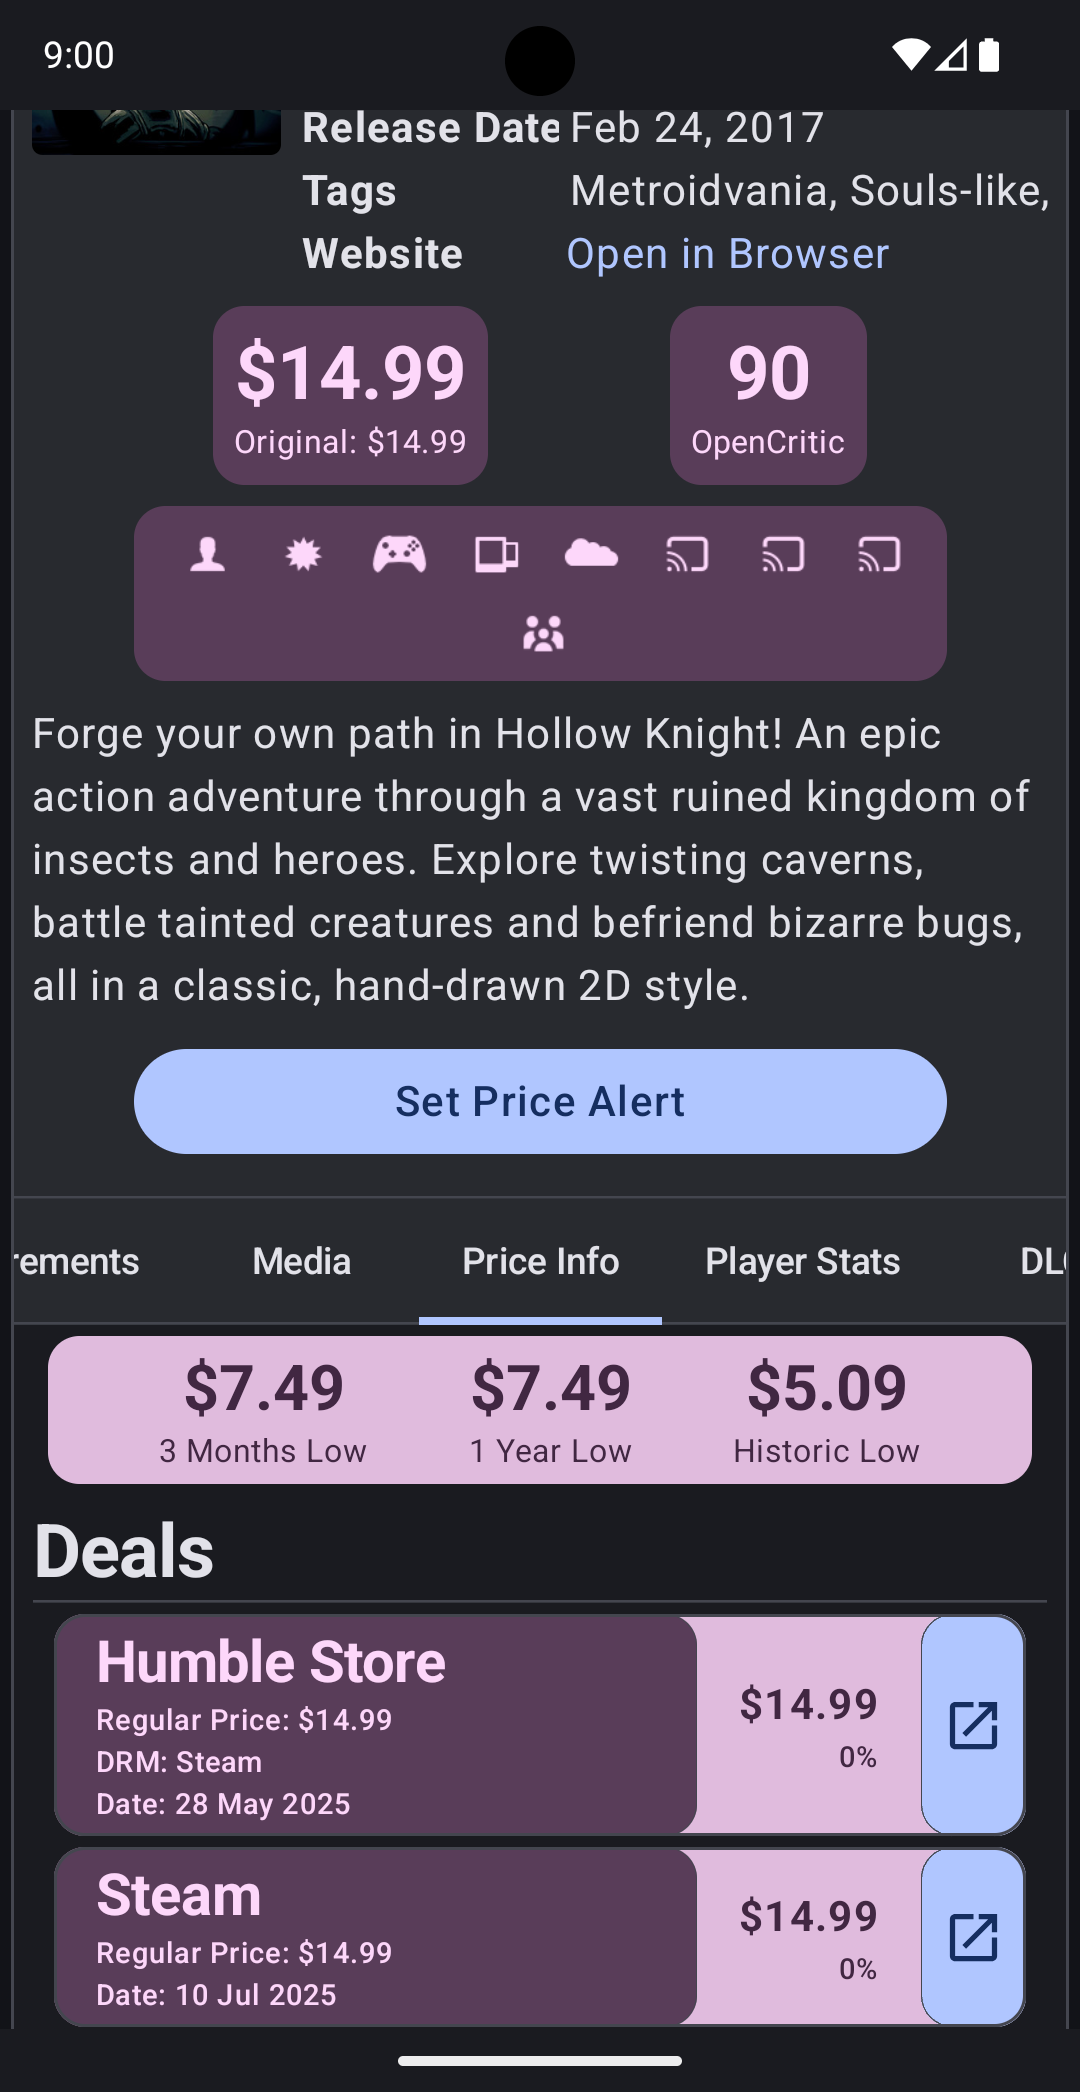 9:00
Release Date Feb 24, 2017
Tags Metroidvania, Souls-like,
Website Open in Browser
$14.99
Original: $14.99
90
OpenCritic
Forge your own path in Hollow Knight! An epic
action adventure through a vast ruined kingdom of
insects and heroes. Explore twisting caverns,
battle tainted creatures and befriend bizarre bugs,
all in a classic, hand-drawn 2D style.
Set Price Alert
rements Media Price Info Player Stats DL
$7.49 $7.49 $5.09
3 Months Low 1 Year Low Historic Low
Deals
Humble Store
Regular Price: $14.99
DRM: Steam
Date: 28 May 2025
$14.99
0%
Steam
Regular Price: $14.99
Date: 10 Jul 2025
$14.99
0%